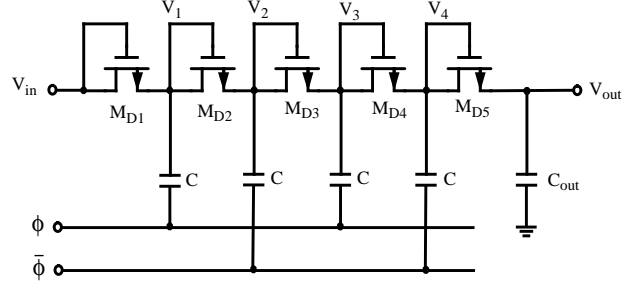 V1 V2 V3 V4
Vin Vout
MD1 MD2 MD3 MD4 MD5
C C C C Cout
ϕ
ϕ̄